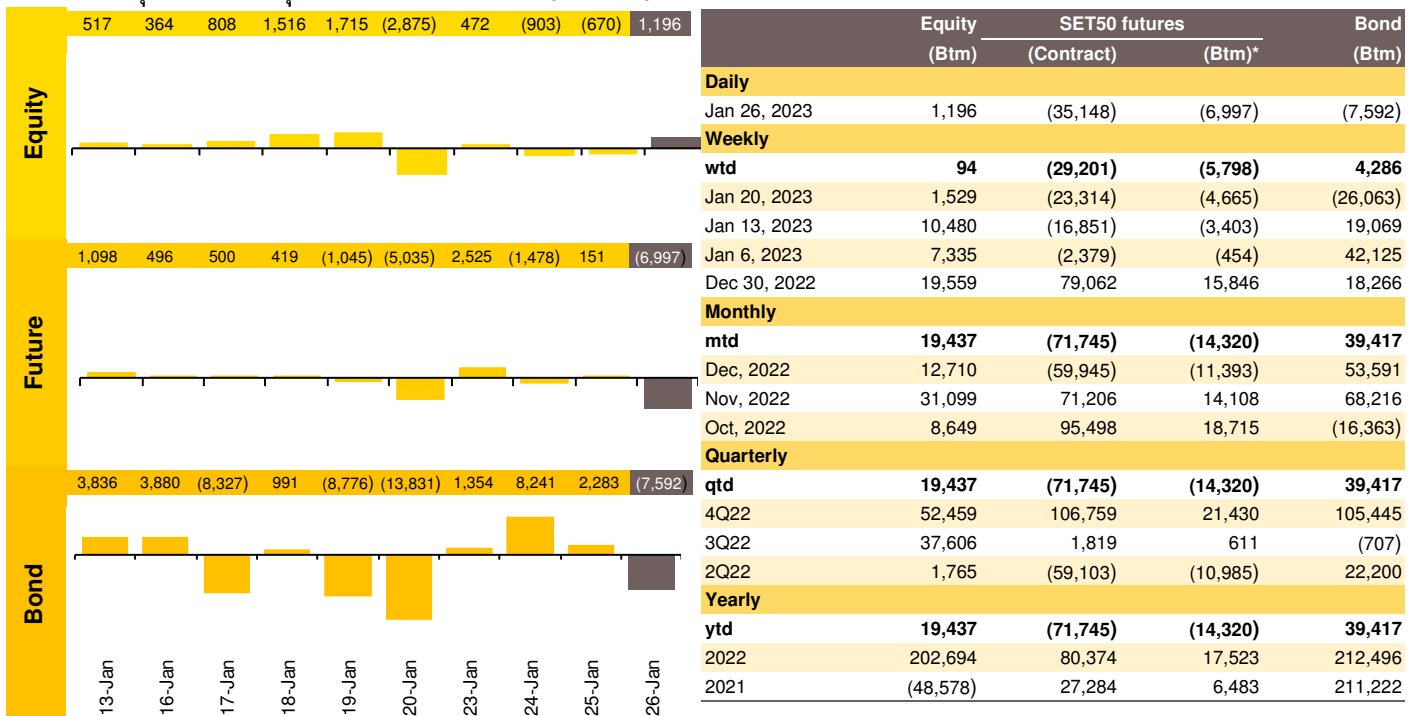 Equity
517 364 808 1,516 1,715 (2,875) 472 (903) (670) 1,196
Future
1,098 496 500 419 (1,045) (5,035) 2,525 (1,478) 151 (6,997)
Bond
3,836 3,880 (8,327) 991 (8,776) (13,831) 1,354 8,241 2,283 (7,592)
13-Jan 16-Jan 17-Jan 18-Jan 19-Jan 20-Jan 23-Jan 24-Jan 25-Jan 26-Jan
Equity SET50 futures Bond
(Btm) (Contract) (Btm)* (Btm)
Daily
Jan 26, 2023 1,196 (35,148) (6,997) (7,592)
Weekly
wtd 94 (29,201) (5,798) 4,286
Jan 20, 2023 1,529 (23,314) (4,665) (26,063)
Jan 13, 2023 10,480 (16,851) (3,403) 19,069
Jan 6, 2023 7,335 (2,379) (454) 42,125
Dec 30, 2022 19,559 79,062 15,846 18,266
Monthly
mtd 19,437 (71,745) (14,320) 39,417
Dec, 2022 12,710 (59,945) (11,393) 53,591
Nov, 2022 31,099 71,206 14,108 68,216
Oct, 2022 8,649 95,498 18,715 (16,363)
Quarterly
qtd 19,437 (71,745) (14,320) 39,417
4Q22 52,459 106,759 21,430 105,445
3Q22 37,606 1,819 611 (707)
2Q22 1,765 (59,103) (10,985) 22,200
Yearly
ytd 19,437 (71,745) (14,320) 39,417
2022 202,694 80,374 17,523 212,496
2021 (48,578) 27,284 6,483 211,222